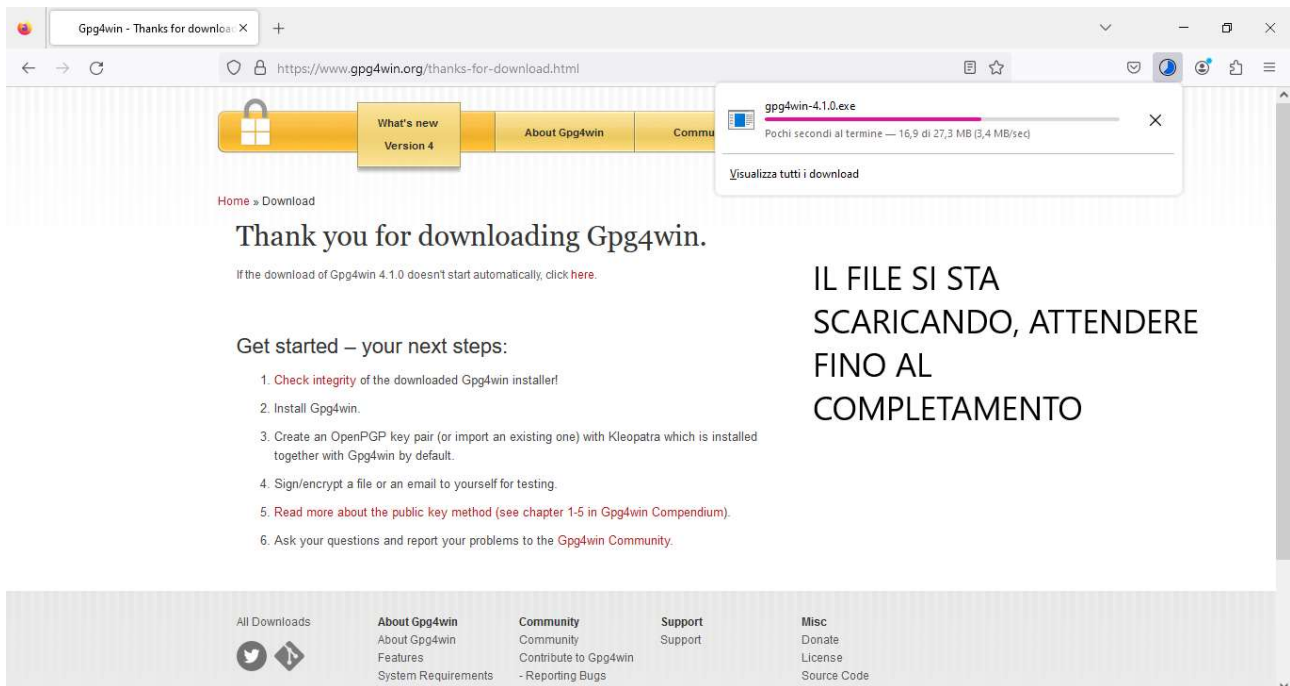 Gpg4win - Thanks for downloa
https://www.gpg4win.org/thanks-for-download.html
gpg4win-4.1.0.exe
Pochi secondi al termine — 16,9 di 27,3 MB (3,4 MB/sec)
Visualizza tutti i download
What's new
Version 4
About Gpg4win
Commu
Home » Download
Thank you for downloading Gpg4win.
If the download of Gpg4win 4.1.0 doesn't start automatically, click here.
IL FILE SI STA
SCARICANDO, ATTENDERE
FINO AL
COMPLETAMENTO
Get started – your next steps:
1. Check integrity of the downloaded Gpg4win installer!
2. Install Gpg4win.
3. Create an OpenPGP key pair (or import an existing one) with Kleopatra which is installed
together with Gpg4win by default.
4. Sign/encrypt a file or an email to yourself for testing.
5. Read more about the public key method (see chapter 1-5 in Gpg4win Compendium).
6. Ask your questions and report your problems to the Gpg4win Community.
All Downloads
About Gpg4win
About Gpg4win
Features
System Requirements
Community
Community
Contribute to Gpg4win
- Reporting Bugs
Support
Support
Misc
Donate
License
Source Code